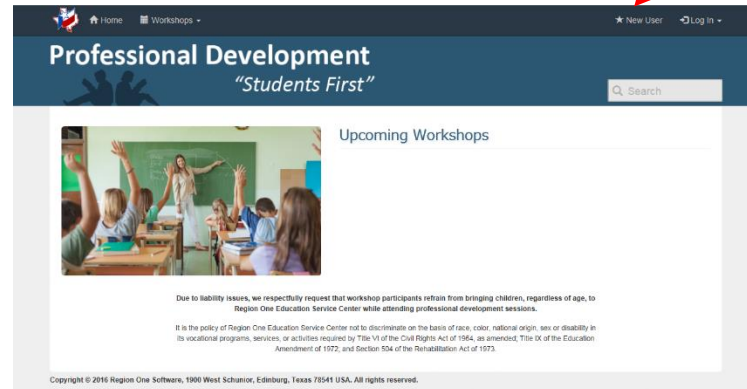 Home Workshops New User Log In
Professional Development
"Students First"
Search
Upcoming Workshops
Due to liability issues, we respectfully request that workshop participants refrain from bringing children, regardless of age, to
Region One Education Service Center while attending professional development sessions.
It is the policy of Region One Education Service Center not to discriminate on the basis of race, color, national origin, sex or disability in
its vocational programs, services, or activities required by Title VI of the Civil Rights Act of 1964, as amended; Title IX of the Education
Amendment of 1972; and Section 504 of the Rehabilitation Act of 1973.
Copyright © 2016 Region One Software, 1900 West Schunior, Edinburg, Texas 78541 USA. All rights reserved.